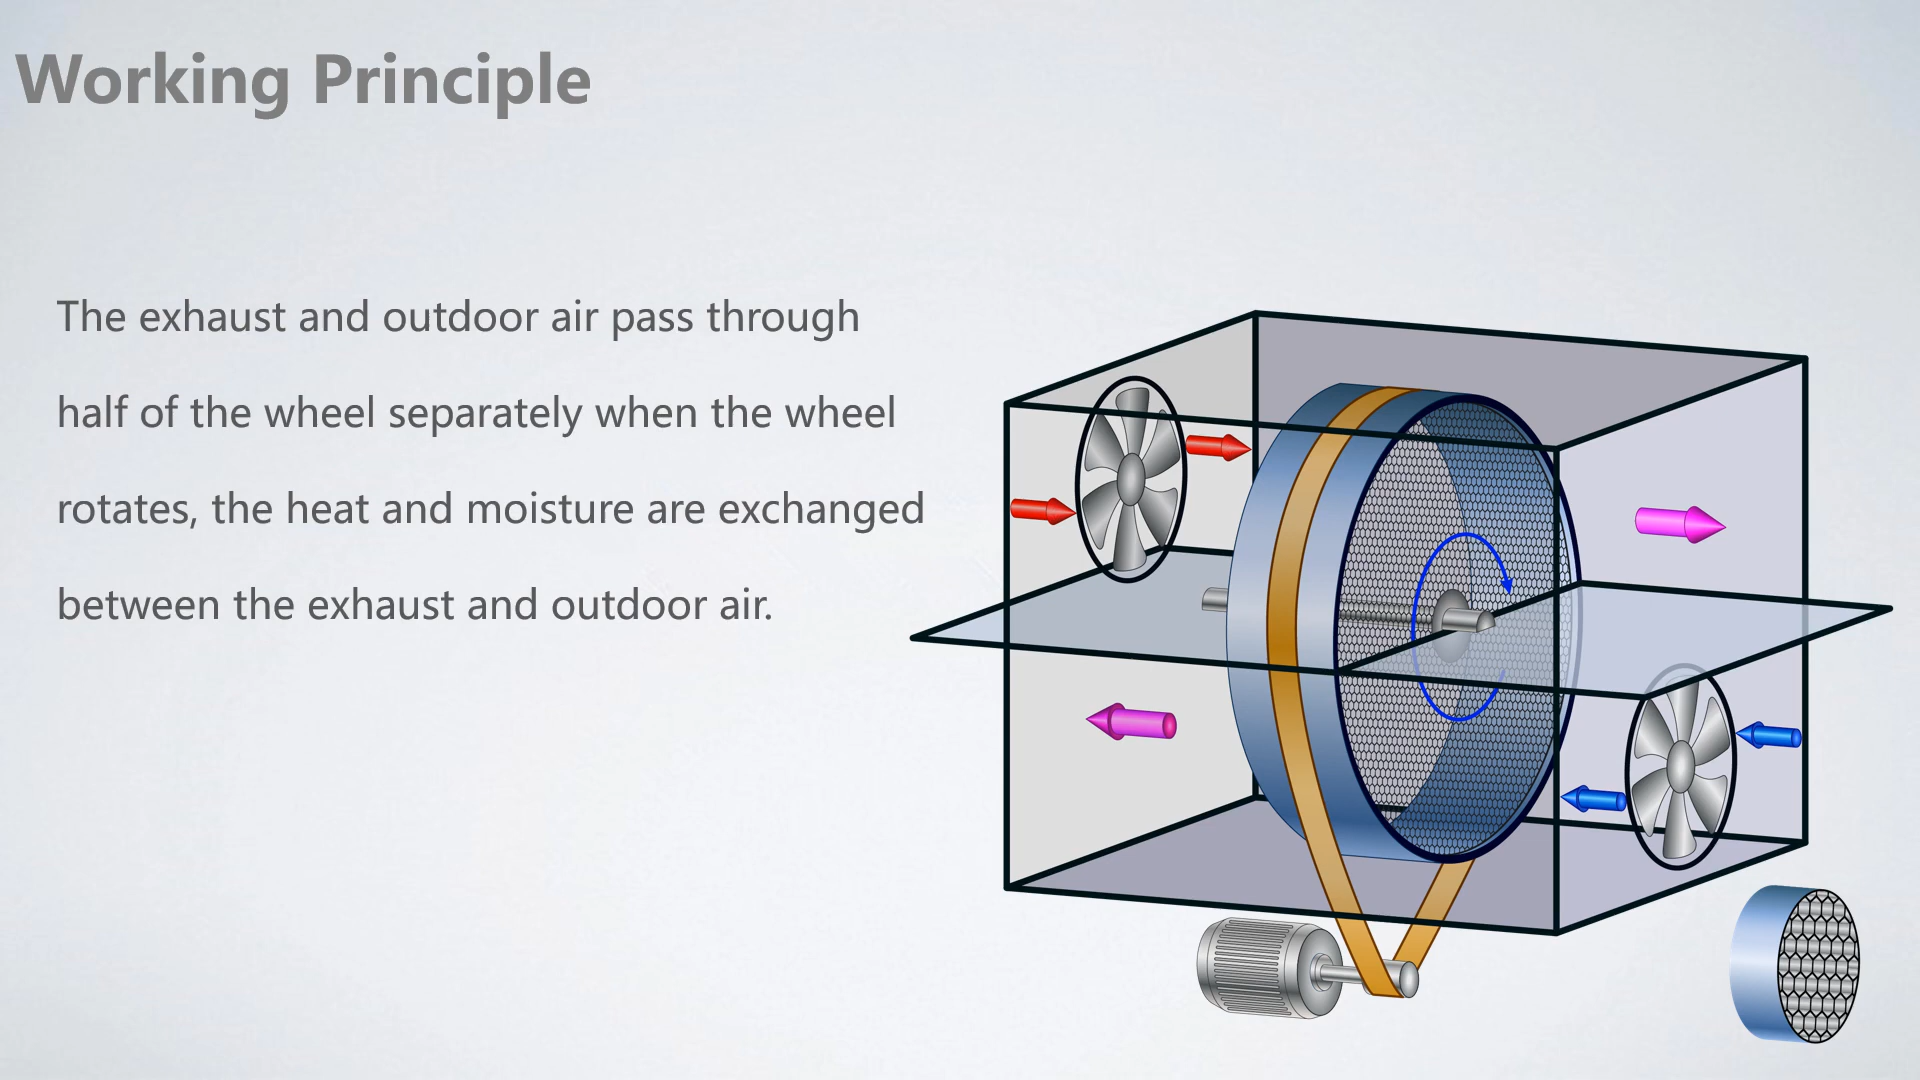 Working Principle
The exhaust and outdoor air pass through
half of the wheel separately when the wheel
rotates, the heat and moisture are exchanged
between the exhaust and outdoor air.